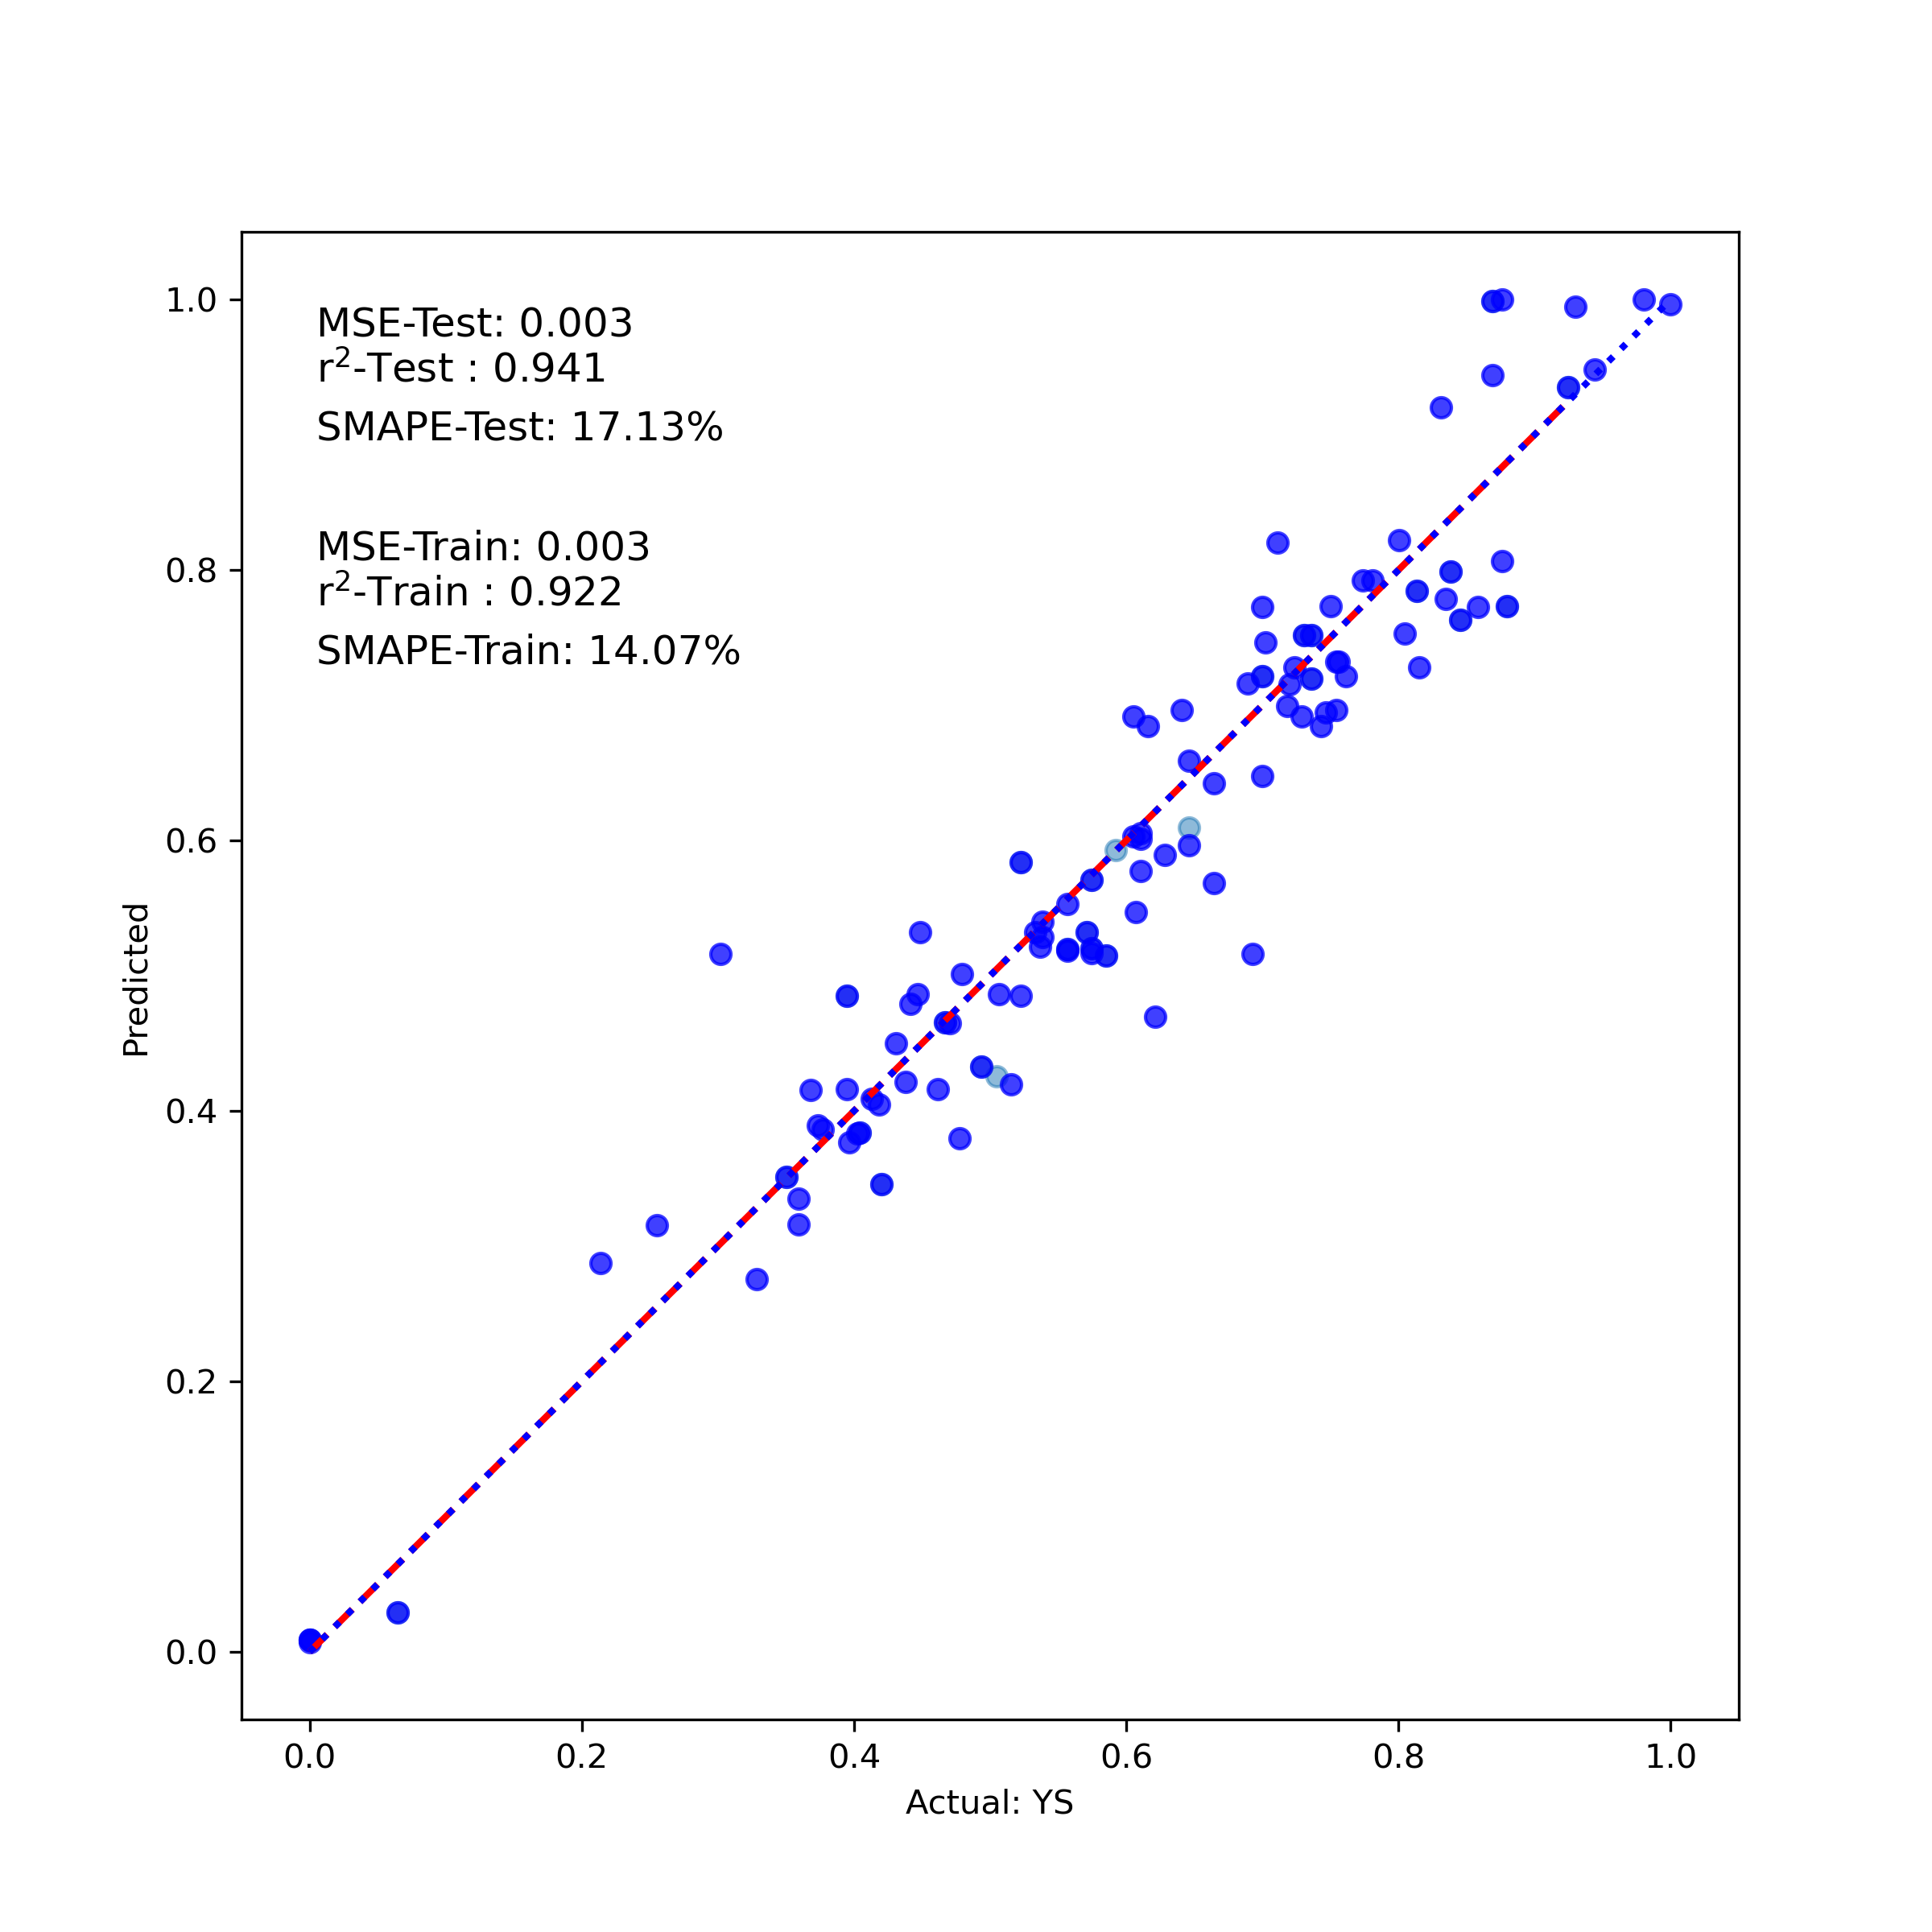 MSE-Test: 0.003
r²-Test : 0.941
SMAPE-Test: 17.13%
MSE-Train: 0.003
r²-Train : 0.922
SMAPE-Train: 14.07%
1.0
0.8
0.6
0.4
0.2
0.0
Predicted
0.0 0.2 0.4 0.6 0.8 1.0
Actual: YS